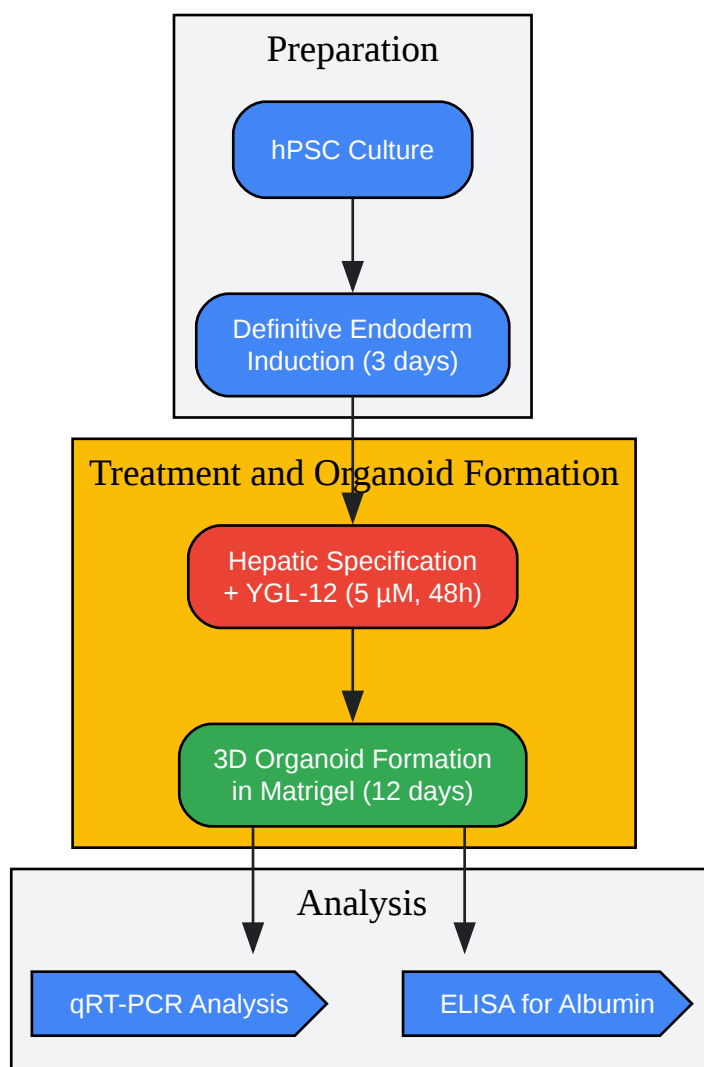 Preparation
hPSC Culture
Definitive Endoderm
Induction (3 days)
Treatment and Organoid Formation
Hepatic Specification
+ YGL-12 (5 µM, 48h)
3D Organoid Formation
in Matrigel (12 days)
Analysis
qRT-PCR Analysis
ELISA for Albumin